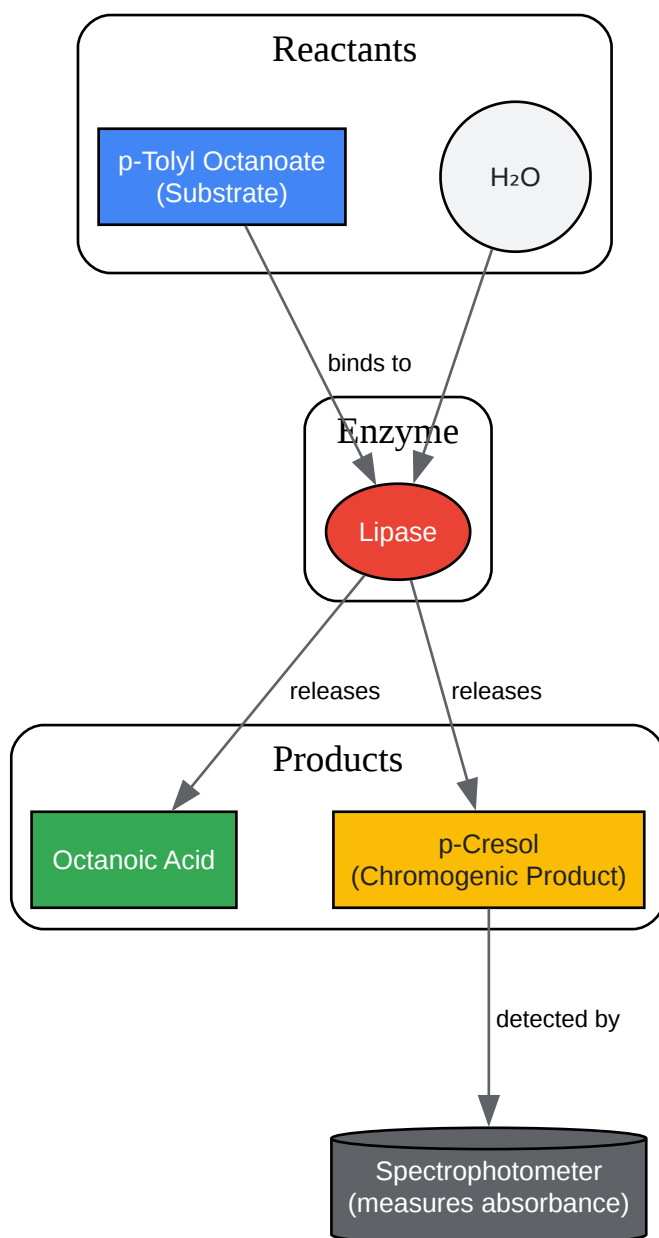 Reactants
p-Tolyl Octanoate
(Substrate)
H₂O
binds to
Enzyme
Lipase
releases
releases
Products
Octanoic Acid
p-Cresol
(Chromogenic Product)
detected by
Spectrophotometer
(measures absorbance)